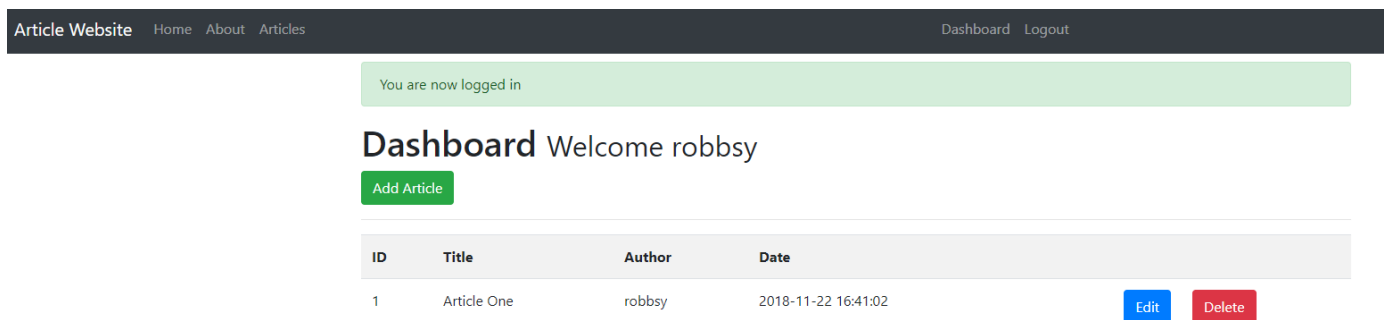 Article Website Home About Articles Dashboard Logout
You are now logged in
Dashboard Welcome robbsy
Add Article
ID Title Author Date
1 Article One robbsy 2018-11-22 16:41:02 Edit Delete